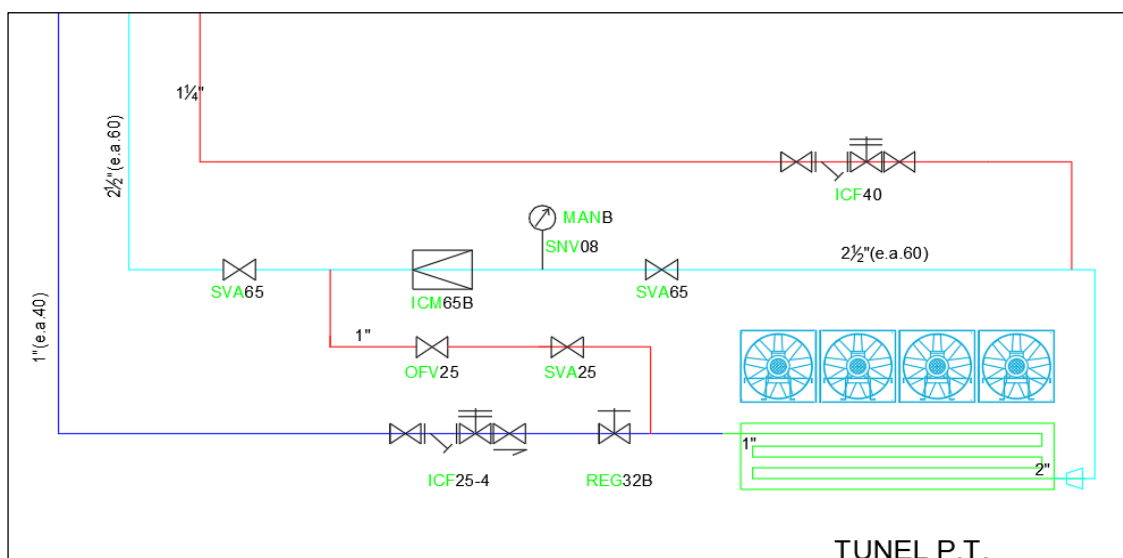 1¼"
2½"(e.a.60)
ICF40
MANB
SNV08
2½"(e.a.60)
SVA65
ICM65B
SVA65
1"(e.a.40)
1"
OFV25
SVA25
1"
2"
ICF25-4
REG32B
TUNEL P.T.